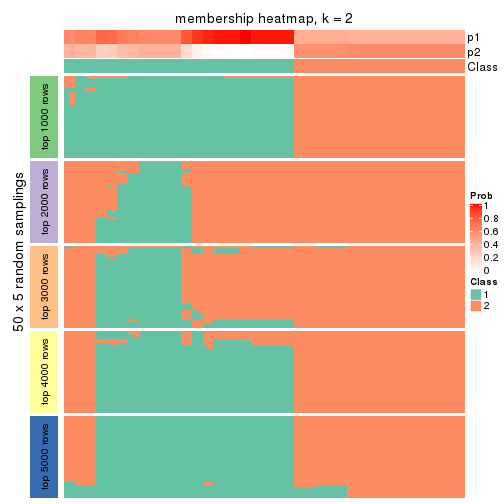 membership heatmap, k = 2
p1
p2
Class
50 x 5 random samplings
top 1000 rows
top 2000 rows
top 3000 rows
top 4000 rows
top 5000 rows
Prob
1
0.8
0.6
0.4
0.2
0
Class
1
2